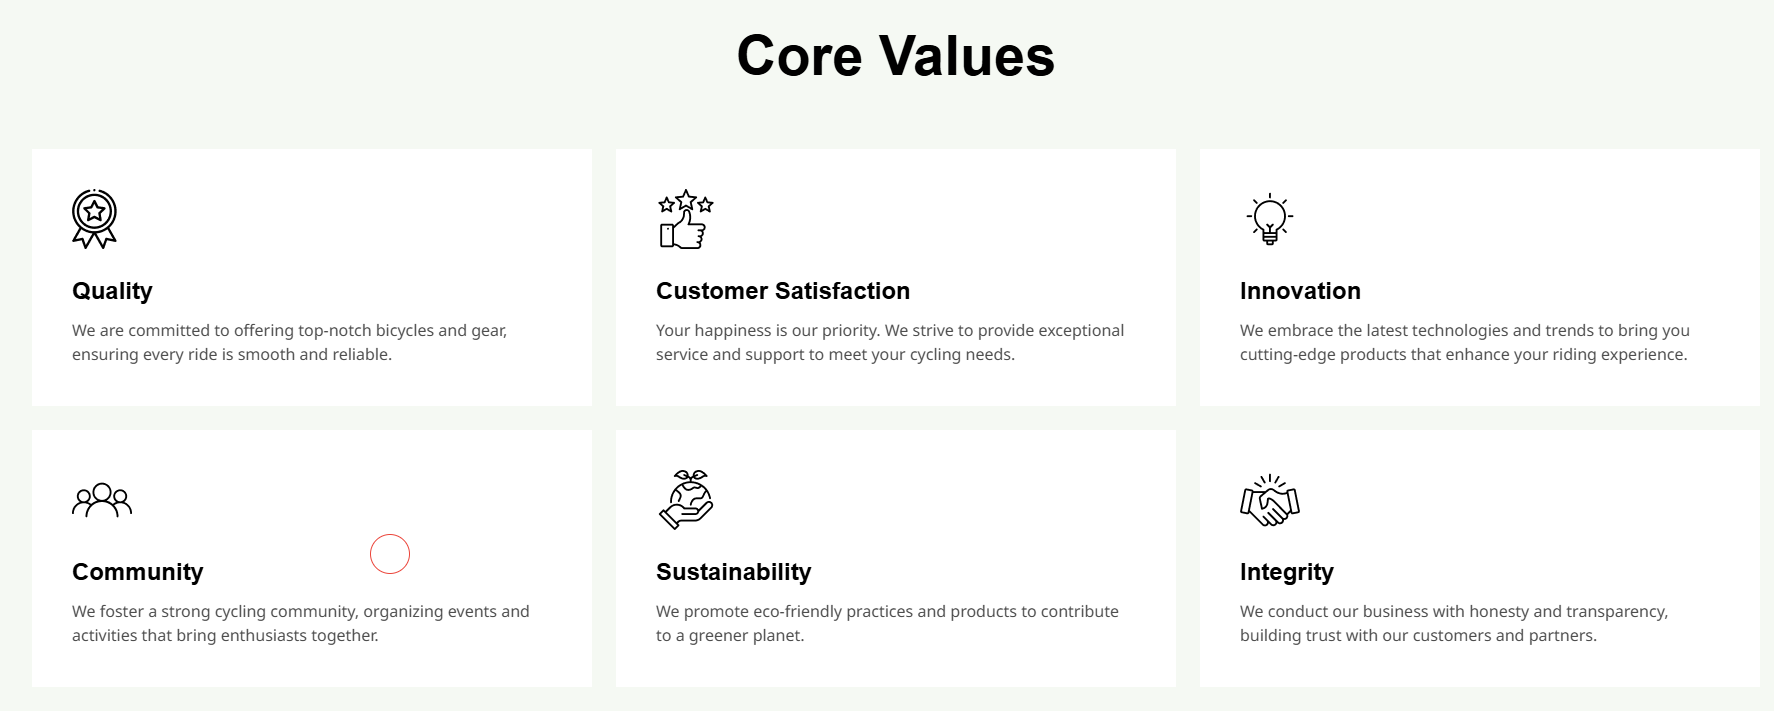 Core Values
Quality
We are committed to offering top-notch bicycles and gear,
ensuring every ride is smooth and reliable.
Customer Satisfaction
Your happiness is our priority. We strive to provide exceptional
service and support to meet your cycling needs.
Innovation
We embrace the latest technologies and trends to bring you
cutting-edge products that enhance your riding experience.
Community
We foster a strong cycling community, organizing events and
activities that bring enthusiasts together.
Sustainability
We promote eco-friendly practices and products to contribute
to a greener planet.
Integrity
We conduct our business with honesty and transparency,
building trust with our customers and partners.